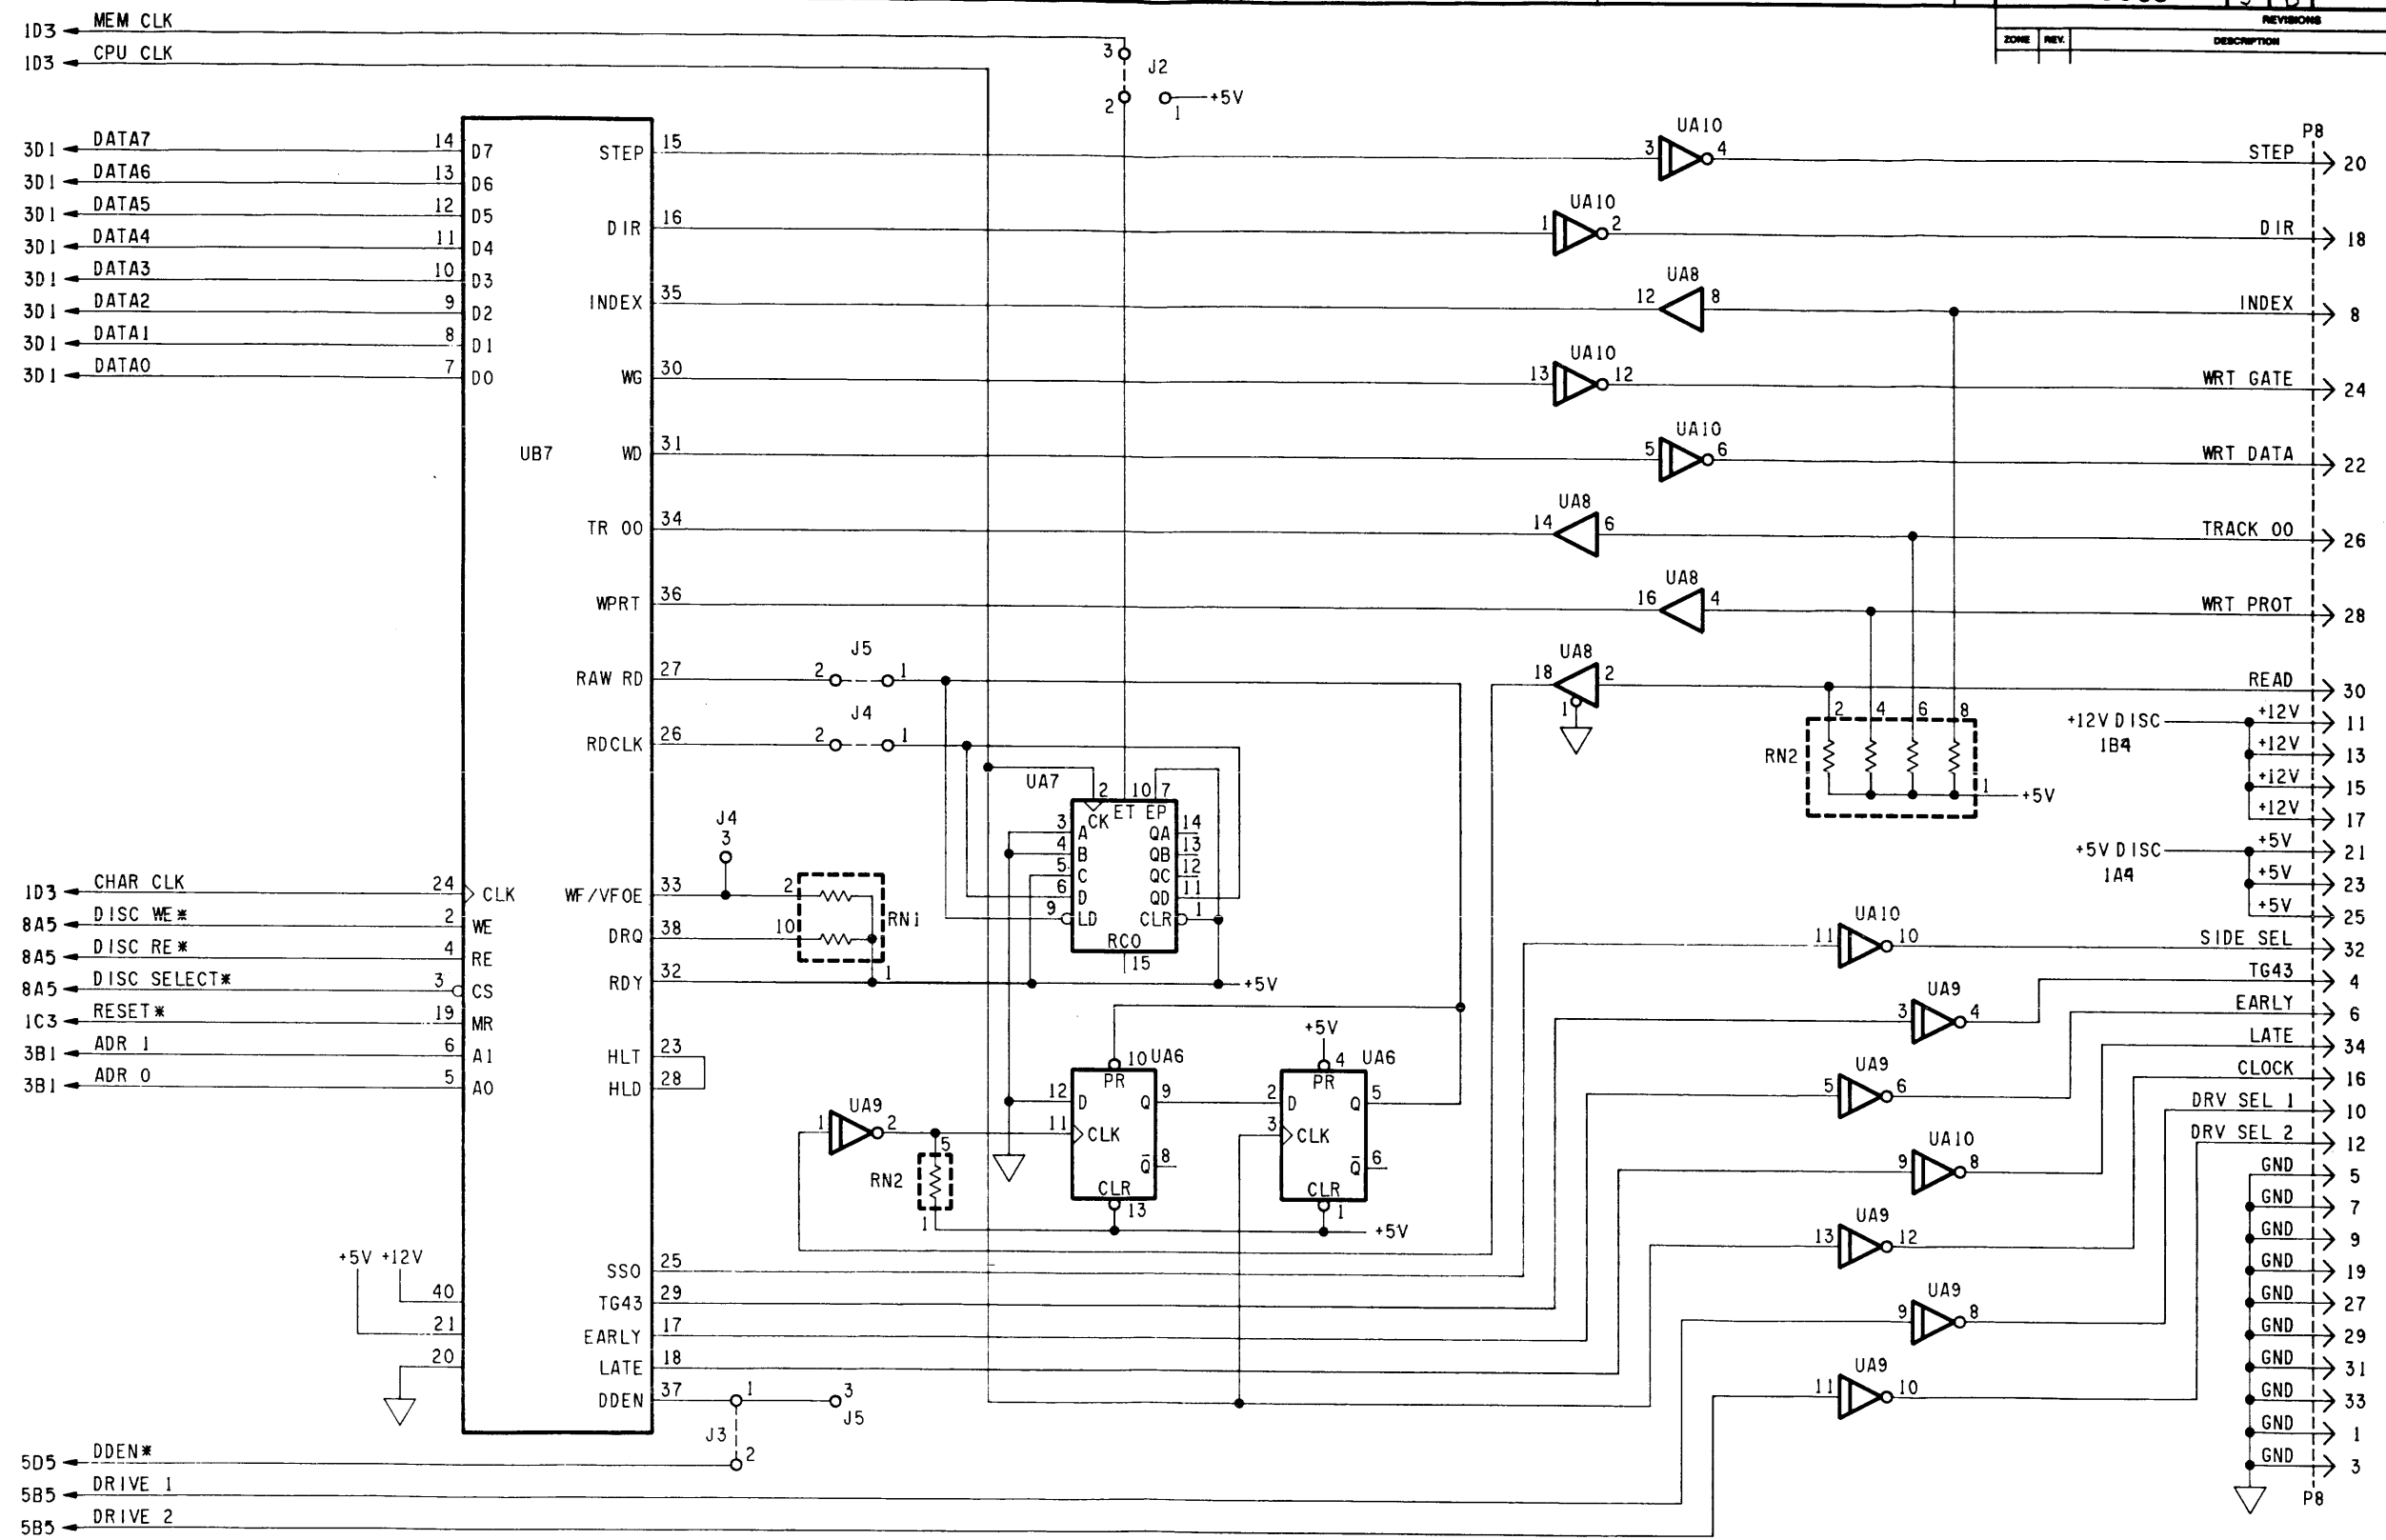 REVISIONS
ZONE REV. DESCRIPTION
1D3 MEM CLK
1D3 CPU CLK
3 J2
2 1 +5V
P8
3D1 DATA7 14 D7
3D1 DATA6 13 D6
3D1 DATA5 12 D5
3D1 DATA4 11 D4
3D1 DATA3 10 D3
3D1 DATA2 9 D2
3D1 DATA1 8 D1
3D1 DATA0 7 D0
UB7
STEP 15 3 UA10 4 STEP 20
DIR 16 1 UA10 2 DIR 18
INDEX 35 12 UA8 8 INDEX 8
WG 30 13 UA10 12 WRT GATE 24
WD 31 5 UA10 6 WRT DATA 22
TR 00 34 14 UA8 6 TRACK 00 26
WPRT 36 16 UA8 4 WRT PROT 28
RAW RD 27 2 J5 1 18 UA8 2 1 READ 30
RDCLK 26 2 J4 1
RN2 2 4 6 8 1 +5V
+12V DISC 1B4
+12V 11
+12V 13
+12V 15
+12V 17
+5V DISC 1A4
+5V 21
+5V 23
+5V 25
UA7 2 10 7
CK ET EP
3 A QA 14
4 B QB 13
5 C QC 12
6 D QD 11
9 LD CLR 1
RCO
15
J4
3
1D3 CHAR CLK 24 CLK WF/VFOE 33 2
8A5 DISC WE* 2 WE DRQ 38 10 RN1
8A5 DISC RE* 4 RE RDY 32 1 +5V
8A5 DISC SELECT* 3 CS
1C3 RESET* 19 MR
3B1 ADR 1 6 A1 HLT 23
3B1 ADR 0 5 A0 HLD 28
10 UA6
PR
12 D Q 9
11 CLK
Q̅ 8
CLR
13
+5V
4 UA6
PR
2 D Q 5
3 CLK
Q̅ 6
CLR
1 +5V
1 UA9 2
5
RN2
1
+5V +12V
40
21
20
SSO 25
TG43 29
EARLY 17
LATE 18
DDEN 37 1 3 J5
J3
2
11 UA10 10 SIDE SEL 32
3 UA9 4 TG43 4
5 UA9 6 EARLY 6
9 UA10 8 LATE 34
13 UA9 12 CLOCK 16
9 UA9 8 DRV SEL 1 10
11 UA9 10 DRV SEL 2 12
GND 5
GND 7
GND 9
GND 19
GND 27
GND 29
GND 31
GND 33
GND 1
GND 3
P8
5D5 DDEN*
5B5 DRIVE 1
5B5 DRIVE 2